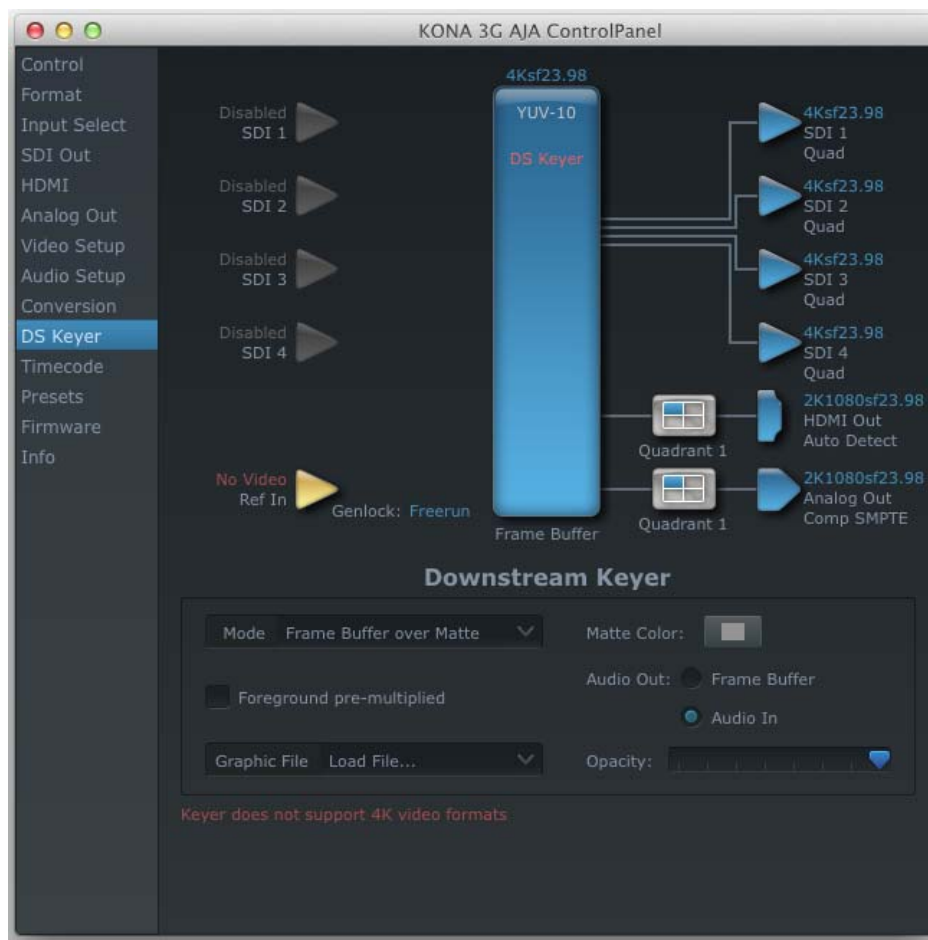 KONA 3G AJA ControlPanel
Control
Format
Input Select
SDI Out
HDMI
Analog Out
Video Setup
Audio Setup
Conversion
DS Keyer
Timecode
Presets
Firmware
Info
4Ksf23.98
YUV-10
DS Keyer
Frame Buffer
Disabled
SDI 1
Disabled
SDI 2
Disabled
SDI 3
Disabled
SDI 4
No Video
Ref In
Genlock: Freerun
4Ksf23.98
SDI 1
Quad
4Ksf23.98
SDI 2
Quad
4Ksf23.98
SDI 3
Quad
4Ksf23.98
SDI 4
Quad
Quadrant 1
2K1080sf23.98
HDMI Out
Auto Detect
Quadrant 1
2K1080sf23.98
Analog Out
Comp SMPTE
Downstream Keyer
Mode Frame Buffer over Matte
Matte Color:
Foreground pre-multiplied
Audio Out: Frame Buffer
Audio In
Graphic File Load File...
Opacity:
Keyer does not support 4K video formats